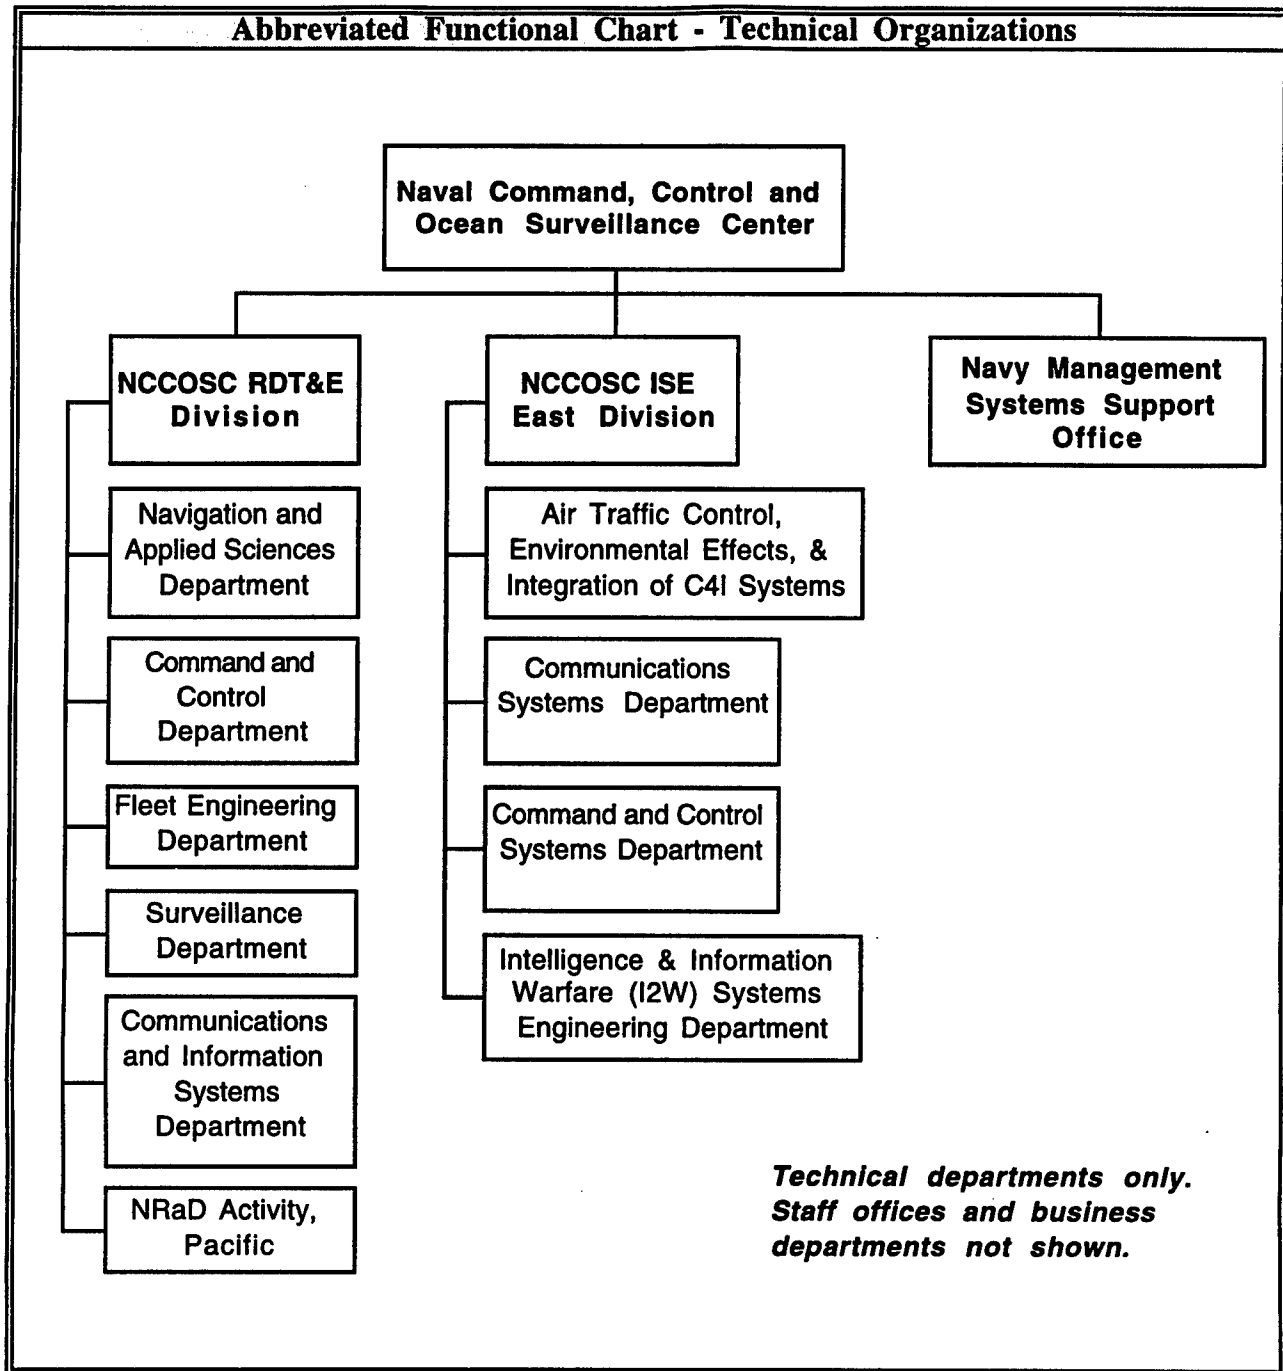 Abbreviated Functional Chart - Technical Organizations
Naval Command, Control and
Ocean Surveillance Center
NCCOSC RDT&E
Division
Navigation and
Applied Sciences
Department
Command and
Control
Department
Fleet Engineering
Department
Surveillance
Department
Communications
and Information
Systems
Department
NRaD Activity,
Pacific
NCCOSC ISE
East Division
Air Traffic Control,
Environmental Effects, &
Integration of C4I Systems
Communications
Systems Department
Command and Control
Systems Department
Intelligence & Information
Warfare (I2W) Systems
Engineering Department
Navy Management
Systems Support
Office
Technical departments only.
Staff offices and business
departments not shown.